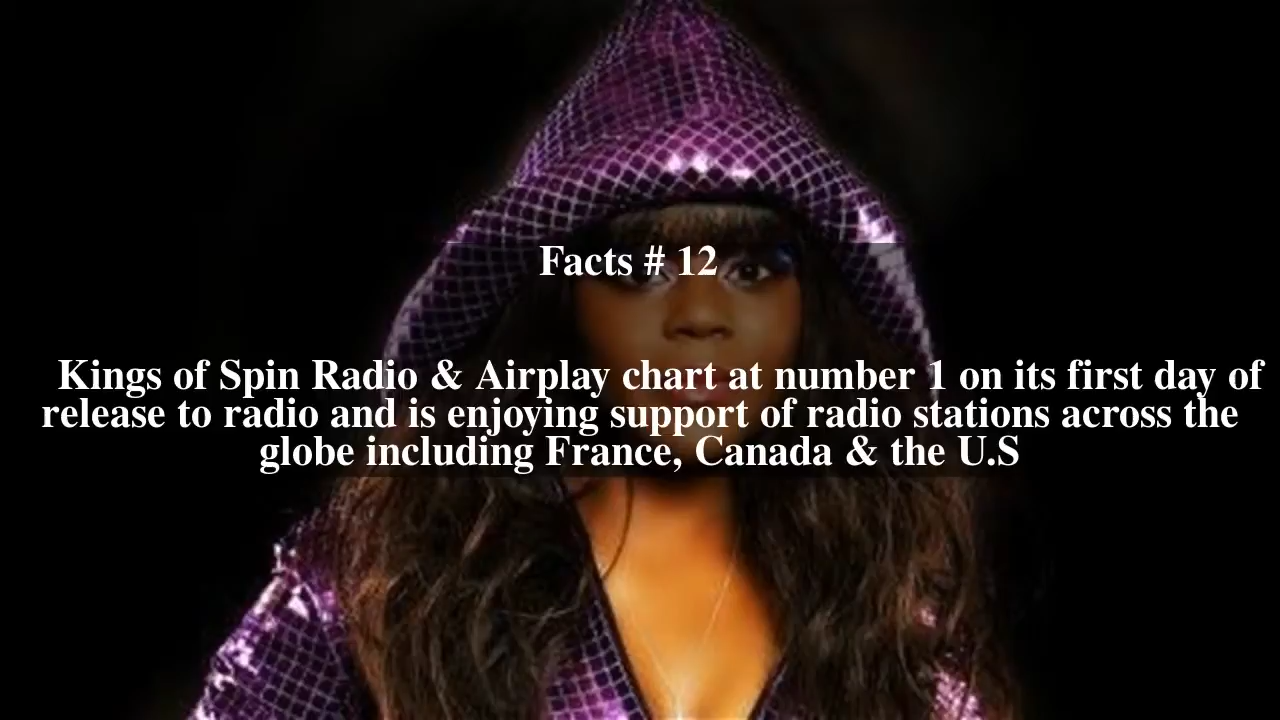 Facts # 12
Kings of Spin Radio & Airplay chart at number 1 on its first day of
release to radio and is enjoying support of radio stations across the
globe including France, Canada & the U.S